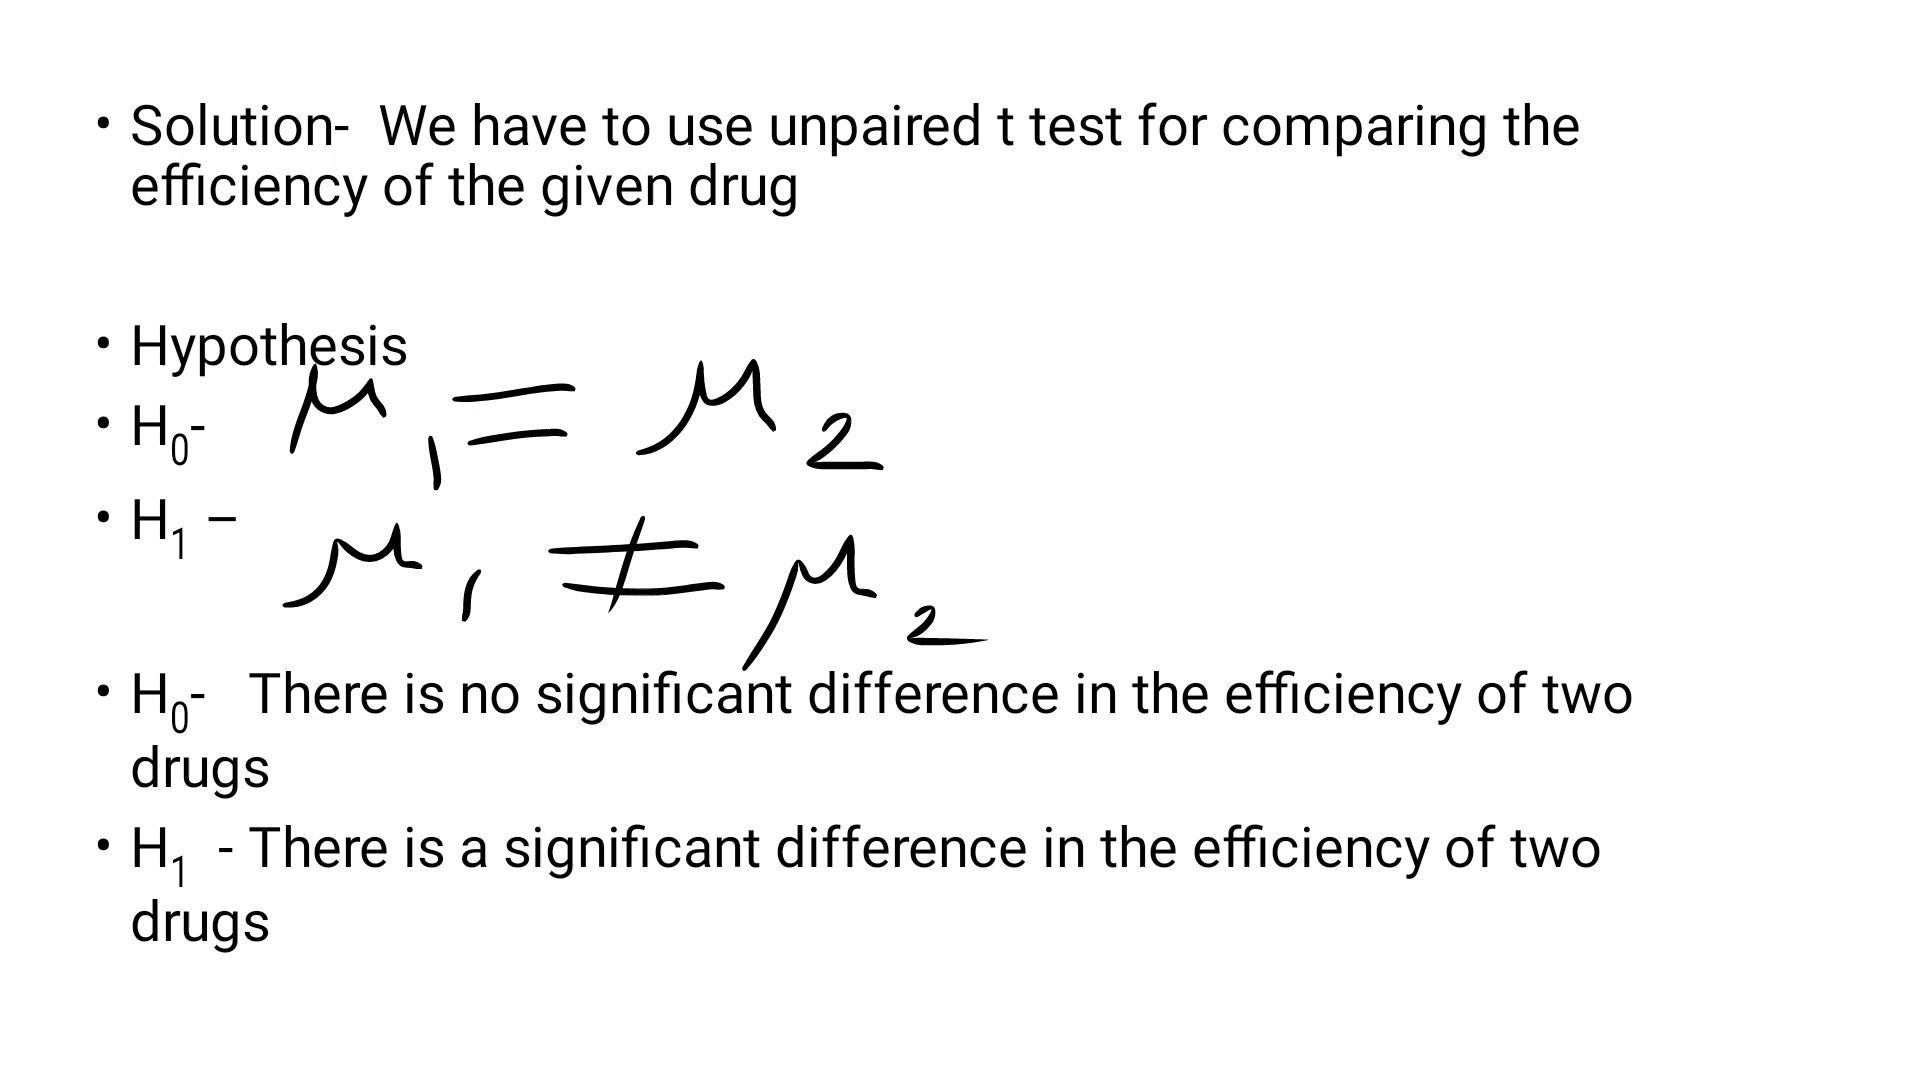 • Solution- We have to use unpaired t test for comparing the
efficiency of the given drug
• Hypothesis
• H₀- μ₁ = μ₂
• H₁ – μ₁ ≠ μ₂
• H₀- There is no significant difference in the efficiency of two
drugs
• H₁ - There is a significant difference in the efficiency of two
drugs